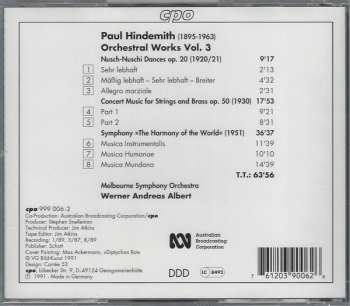 cpo
Paul Hindemith (1895-1963)
Orchestral Works Vol. 3
Nusch-Nuschi Dances op. 20 (1920/21) 9'17
1 Sehr lebhaft 2'13
2 Mäßig lebhaft – Sehr lebhaft – Breiter 4'32
3 Allegro marziale 2'31
Concert Music for Strings and Brass op. 50 (1930) 17'53
4 Part 1 9'21
5 Part 2 8'31
Symphony »The Harmony of the World« (1951) 36'37
6 Musica Instrumentalis 11'39
7 Musica Humanae 10'10
8 Musica Mundana 14'39
T.T.: 63'56
Melbourne Symphony Orchestra
Werner Andreas Albert
cpo 999 006-2
Co-Production: Australian Broadcasting Corporation/cpo
Executive Producer: Stephen Snelleman
Technical Producer: Jim Atkins
Tape Editor: Jim Atkins
Recording: 1/89, 5/87, 8/89
Publisher: Schott
Cover Painting: Max Ackermann,
© VG Bild-Kunst 1991
Design:
cpo, Lübecker Str. 9, D-49124 Georgsmarienhütte
℗ 1991 - Made in Germany
Australian
Broadcasting
Corporation
DDD
LC 8492
7 61203 90062